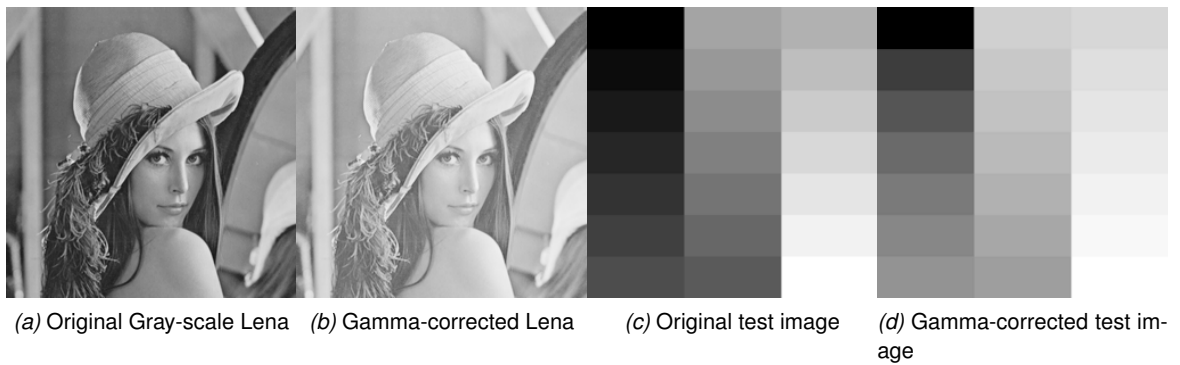 (a) Original Gray-scale Lena
(b) Gamma-corrected Lena
(c) Original test image
(d) Gamma-corrected test im-
age